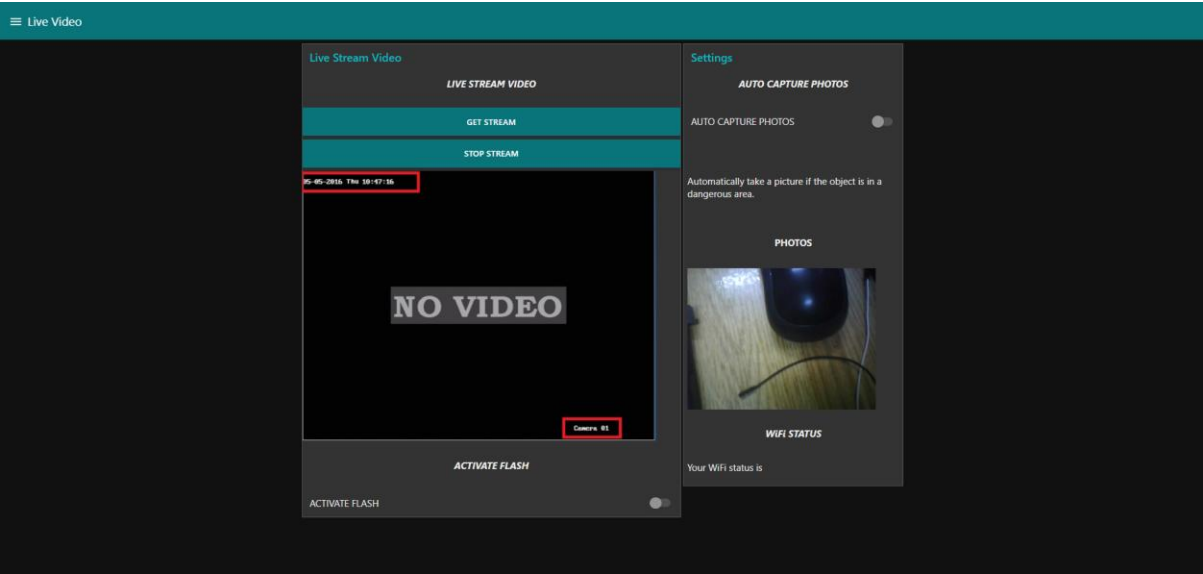 Live Video
Live Stream Video
LIVE STREAM VIDEO
GET STREAM
STOP STREAM
05-05-2016 Thu 10:47:16
NO VIDEO
Camera 01
ACTIVATE FLASH
ACTIVATE FLASH
Settings
AUTO CAPTURE PHOTOS
AUTO CAPTURE PHOTOS
Automatically take a picture if the object is in a
dangerous area.
PHOTOS
WiFi STATUS
Your WiFi status is